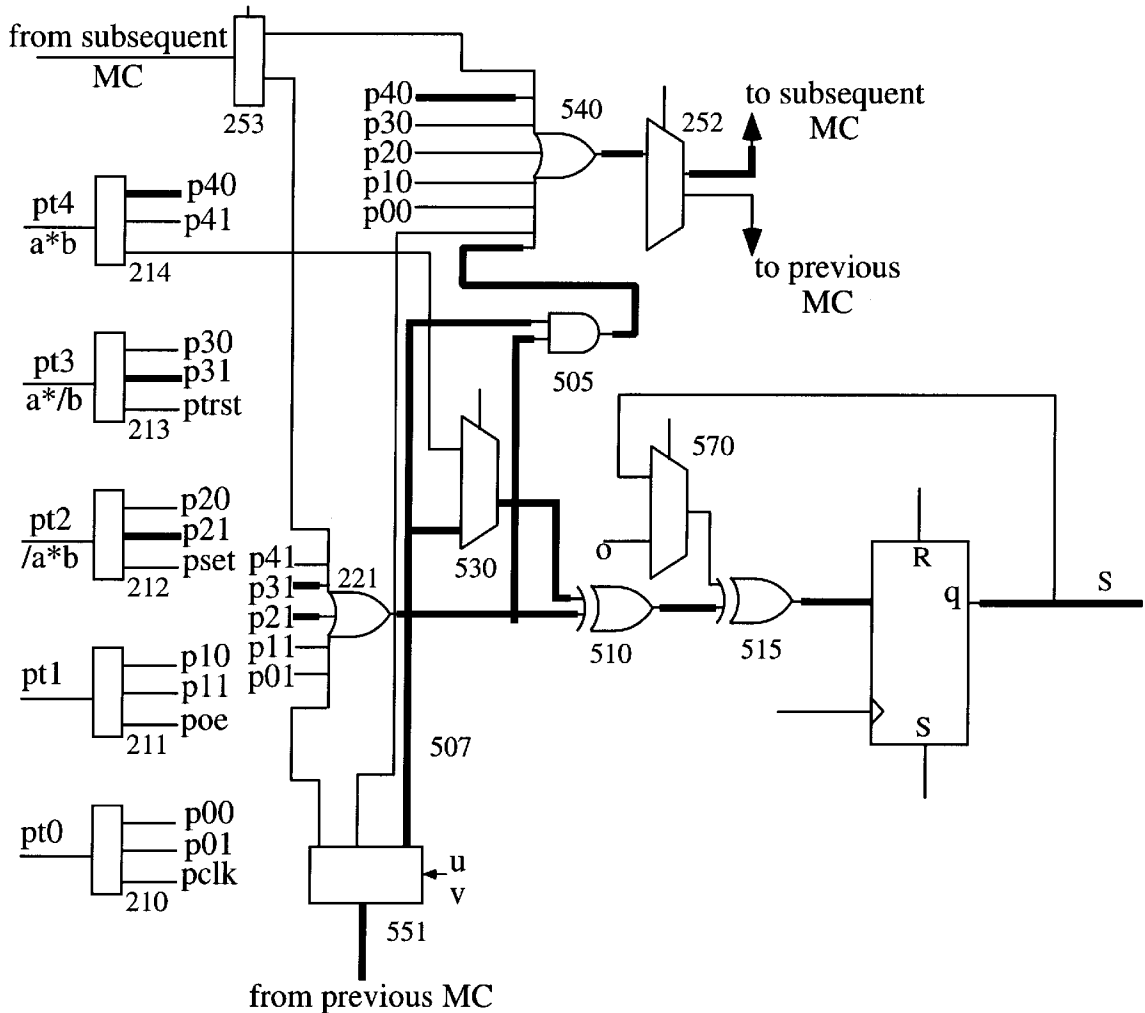 from subsequent
MC
253
p40
p30
p20
p10
p00
540
252
to subsequent
MC
to previous
MC
pt4
a*b
p40
p41
214
pt3
a*/b
p30
p31
ptrst
213
505
pt2
/a*b
p20
p21
pset
212
530
570
o
p41
p31
p21
p11
p01
221
510
515
R
q
S
S
pt1
p10
p11
poe
211
507
pt0
p00
p01
pclk
210
u
v
551
from previous MC